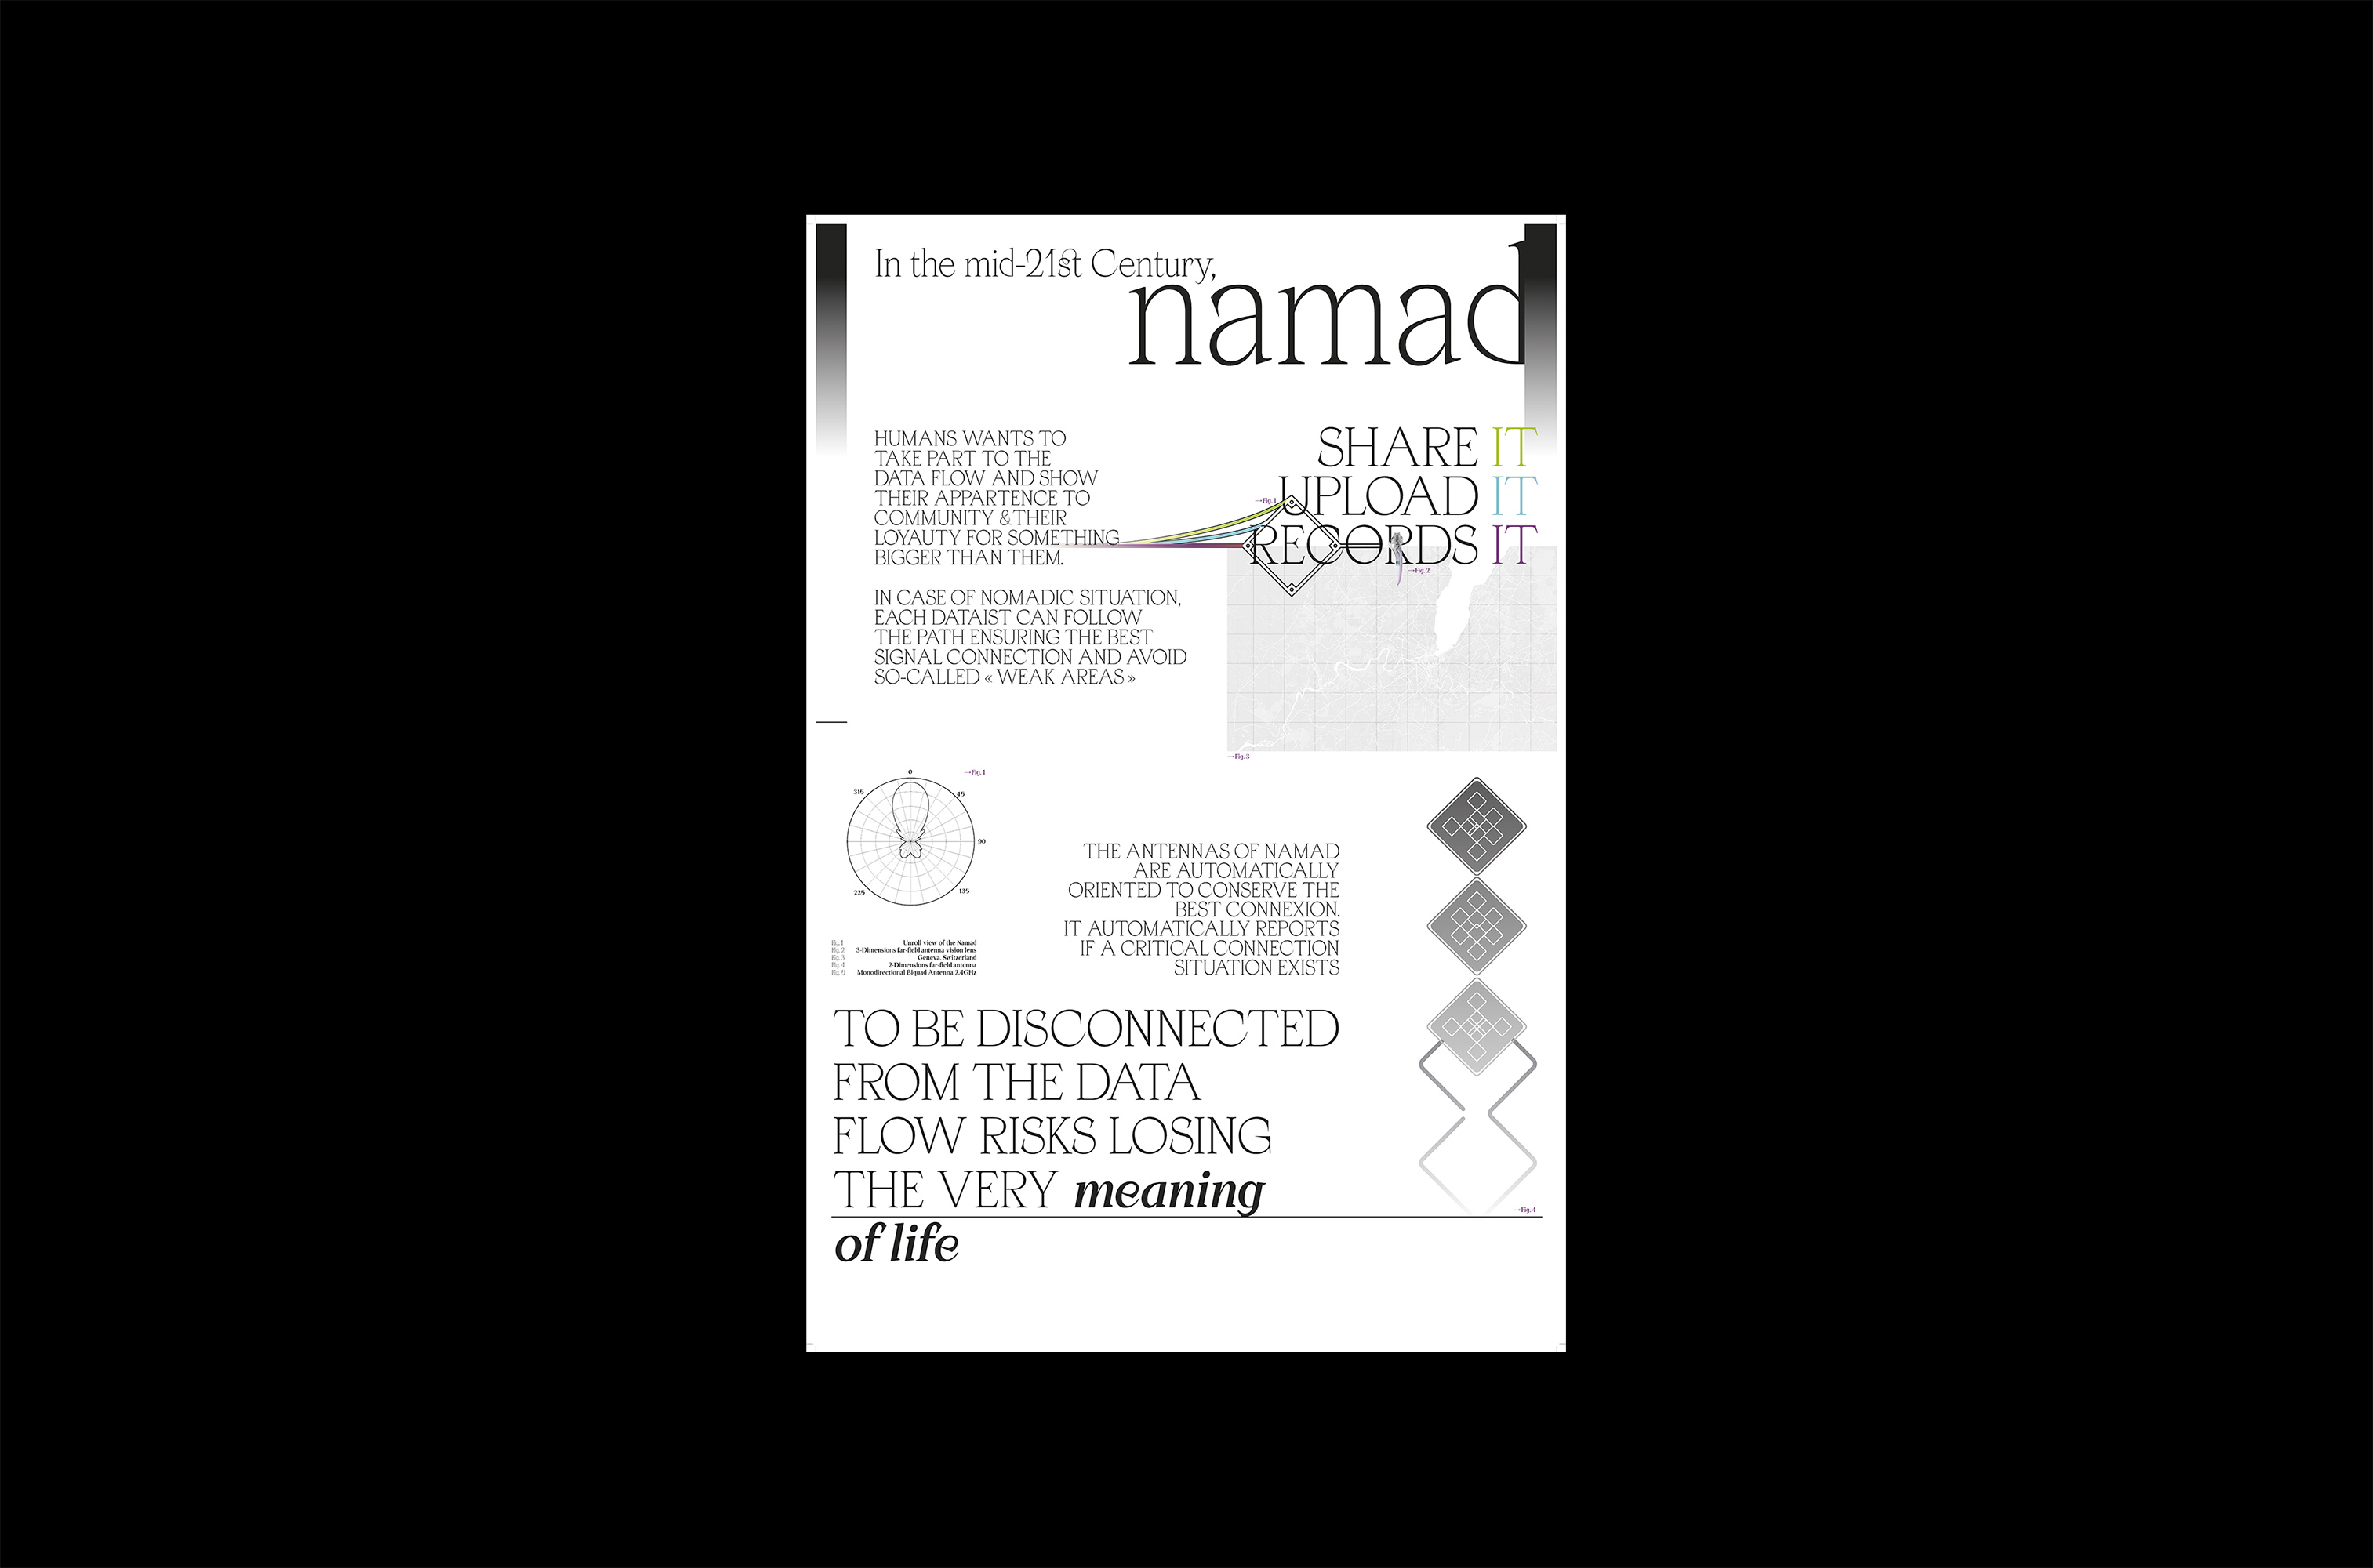 In the mid-21st Century,
namad
HUMANS WANTS TO
TAKE PART TO THE
DATA FLOW AND SHOW
THEIR APPARTENCE TO
COMMUNITY & THEIR
LOYAUTY FOR SOMETHING
BIGGER THAN THEM.
SHARE IT
UPLOAD IT
RECORDS IT
→Fig. 1
→Fig. 2
IN CASE OF NOMADIC SITUATION,
EACH DATAIST CAN FOLLOW
THE PATH ENSURING THE BEST
SIGNAL CONNECTION AND AVOID
SO-CALLED « WEAK AREAS »
→Fig. 3
→Fig. 1
0
45
90
135
225
315
THE ANTENNAS OF NAMAD
ARE AUTOMATICALLY
ORIENTED TO CONSERVE THE
BEST CONNEXION.
IT AUTOMATICALLY REPORTS
IF A CRITICAL CONNECTION
SITUATION EXISTS
Fig. 1 Unroll view of the Namad
Fig. 2 3-Dimensions far-field antenna vision lens
Fig. 3 Geneva, Switzerland
Fig. 4 2-Dimensions far-field antenna
Fig. 5 Monodirectional Biquad Antenna 2,4GHz
TO BE DISCONNECTED
FROM THE DATA
FLOW RISKS LOSING
THE VERY meaning
of life
→Fig. 4